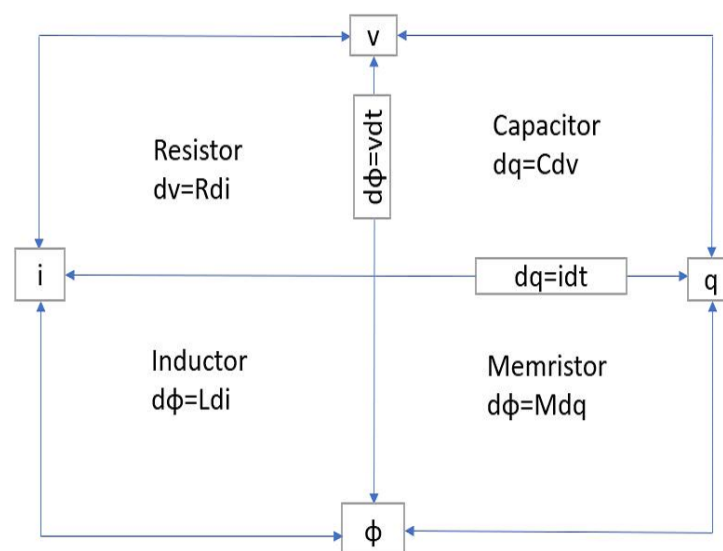 v
dϕ=vdt
Resistor
dv=Rdi
Capacitor
dq=Cdv
i
dq=idt
q
Inductor
dϕ=Ldi
Memristor
dϕ=Mdq
ϕ